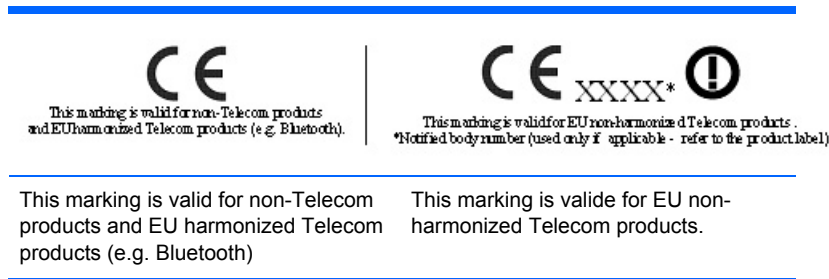 CE
This marking is valid for non-Telecom products
and EU harmonized Telecom products (e.g. Bluetooth).
CE XXXX*
This marking is valid for EU non-harmonized Telecom products .
*Notified body number (used only if applicable - refer to the product label)
This marking is valid for non-Telecom
products and EU harmonized Telecom
products (e.g. Bluetooth)
This marking is valide for EU non-
harmonized Telecom products.